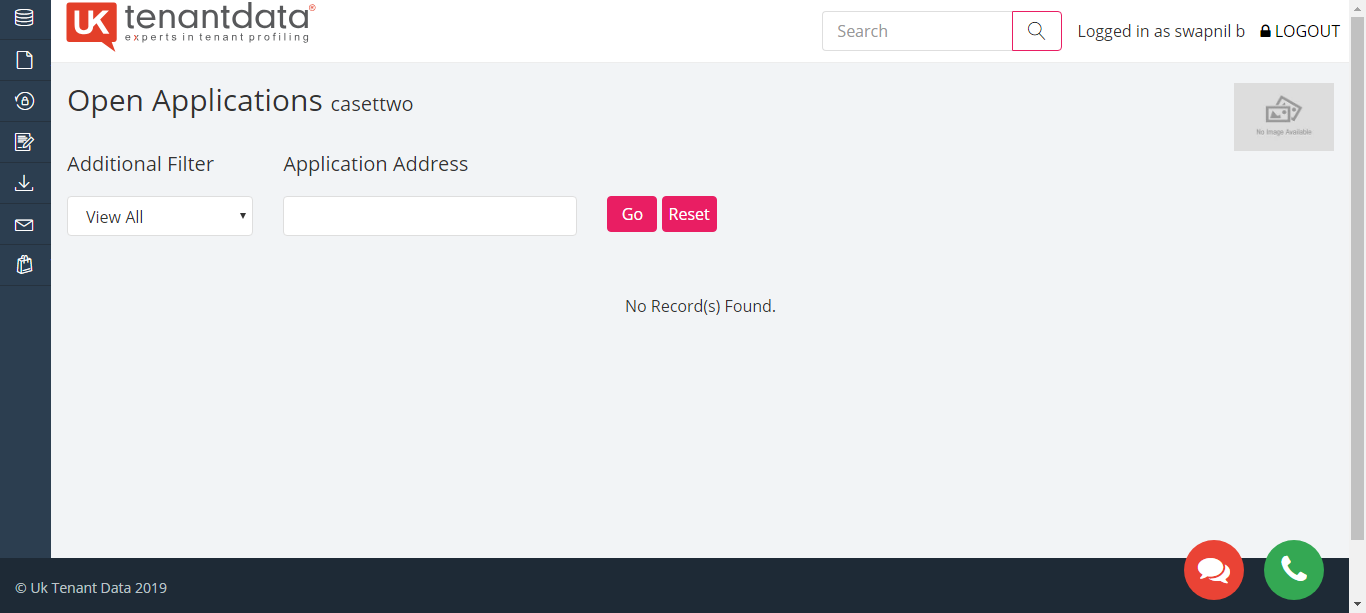 UK tenantdata®
experts in tenant profiling
Search
Logged in as swapnil b LOGOUT
Open Applications casettwo
No Image Available
Additional Filter Application Address
View All Go Reset
No Record(s) Found.
© Uk Tenant Data 2019